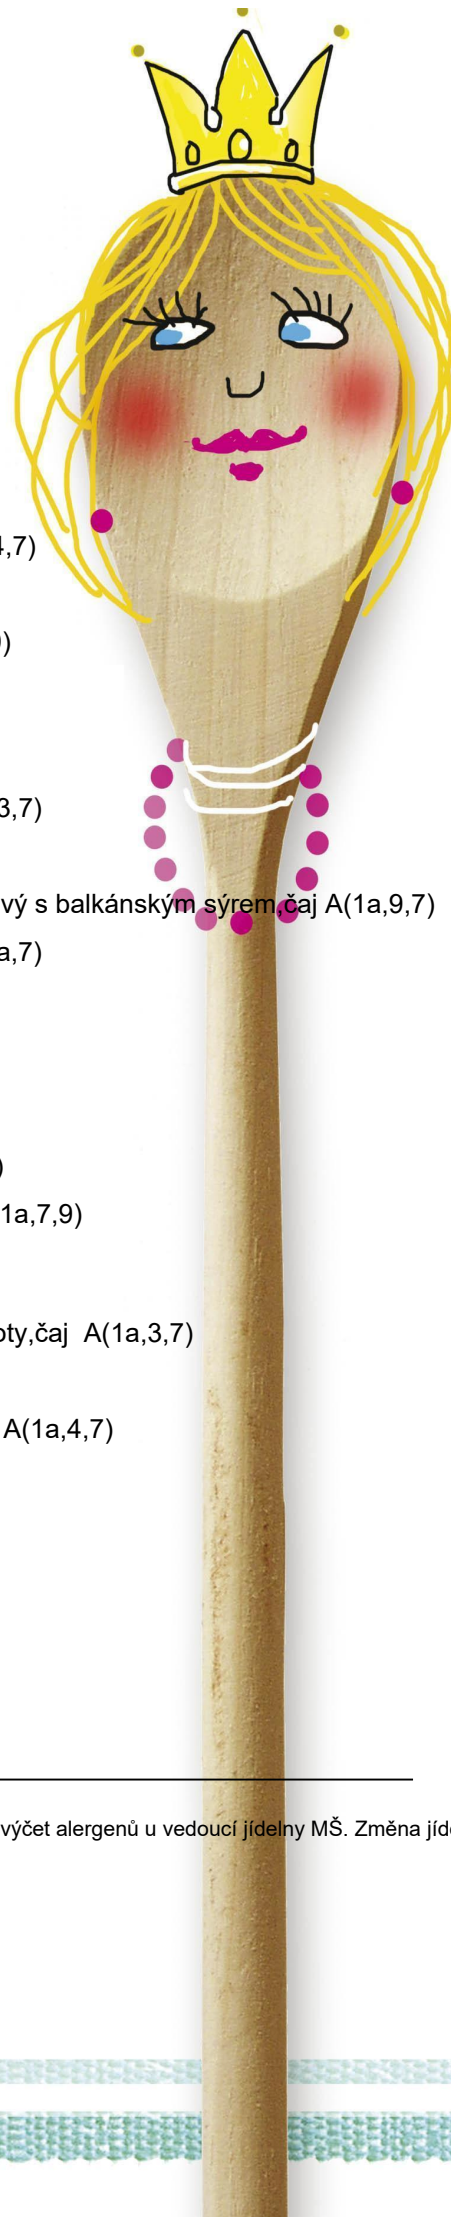 4,7)
)
3,7)
vý s balkánským sýrem,čaj A(1a,9,7)
a,7)
)
1a,7,9)
oty,čaj A(1a,3,7)
A(1a,4,7)
výčet alergenů u vedoucí jídelny MŠ. Změna jíd